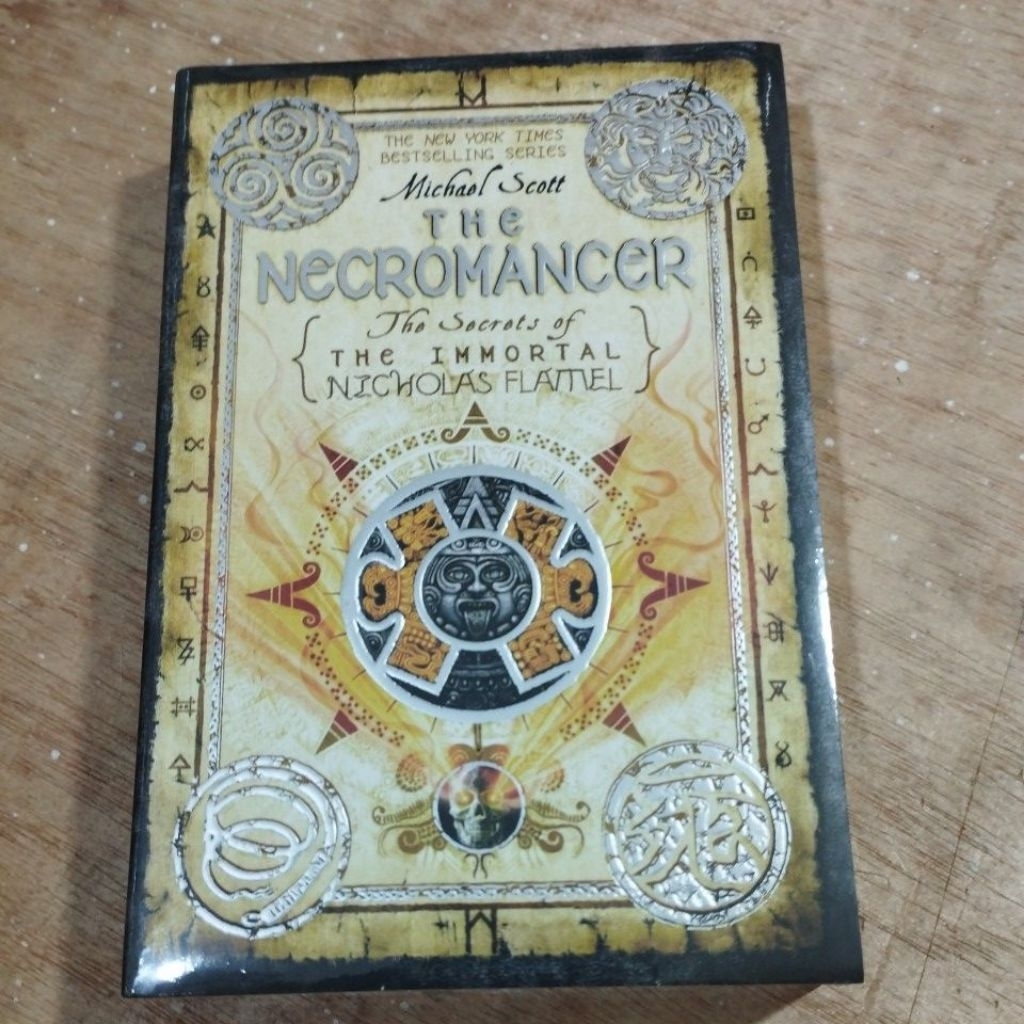 THE NEW YORK TIMES
BESTSELLING SERIES
Michael Scott
THE
NECROMANCER
The Secrets of
THE IMMORTAL
NICHOLAS FLAMEL